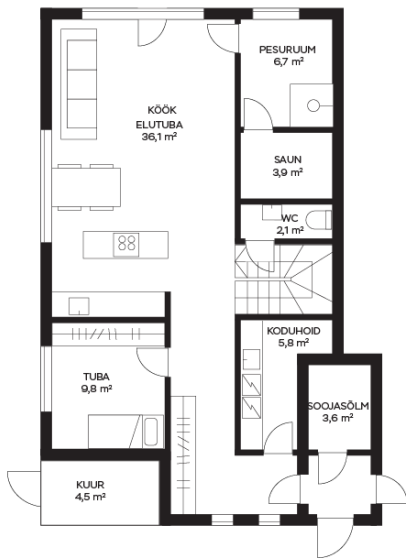 PESURUUM
6,7 m²
KÖÖK
ELUTUBA
36,1 m²
SAUN
3,9 m²
WC
2,1 m²
KODUHOID
5,8 m²
TUBA
9,8 m²
SOOJASÕLM
3,6 m²
KUUR
4,5 m²